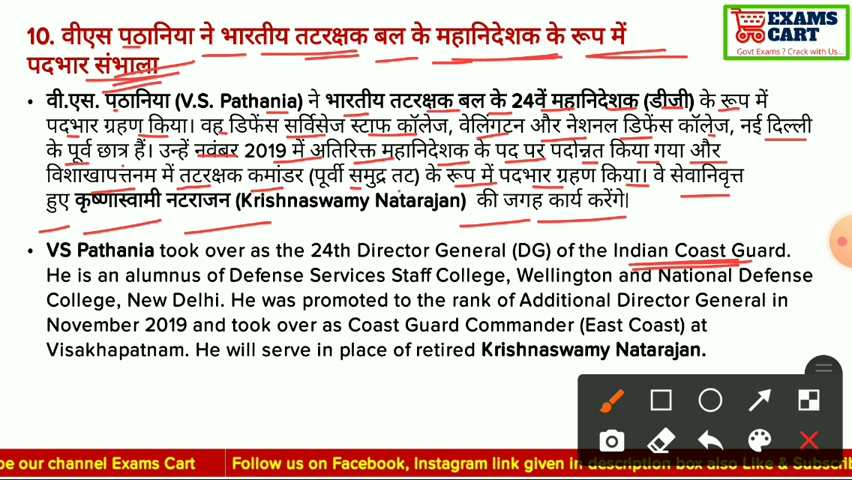 EXAMS
CART
Govt Exams ? Crack with Us...
10. वीएस पठानिया ने भारतीय तटरक्षक बल के महानिदेशक के रूप में
पदभार संभाला
• वी.एस. पठानिया (V.S. Pathania) ने भारतीय तटरक्षक बल के 24वें महानिदेशक (डीजी) के रूप में
पदभार ग्रहण किया। वह डिफेंस सर्विसेज स्टाफ कॉलेज, वेलिंगटन और नेशनल डिफेंस कॉलेज, नई दिल्ली
के पूर्व छात्र हैं। उन्हें नवंबर 2019 में अतिरिक्त महानिदेशक के पद पर पदोन्नत किया गया और
विशाखापत्तनम में तटरक्षक कमांडर (पूर्वी समुद्र तट) के रूप में पदभार ग्रहण किया। वे सेवानिवृत्त
हुए कृष्णास्वामी नटराजन (Krishnaswamy Natarajan) की जगह कार्य करेंगे।
• VS Pathania took over as the 24th Director General (DG) of the Indian Coast Guard.
He is an alumnus of Defense Services Staff College, Wellington and National Defense
College, New Delhi. He was promoted to the rank of Additional Director General in
November 2019 and took over as Coast Guard Commander (East Coast) at
Visakhapatnam. He will serve in place of retired Krishnaswamy Natarajan.
be our channel Exams Cart Follow us on Facebook, Instagram link given in description box also Like & Subscrib